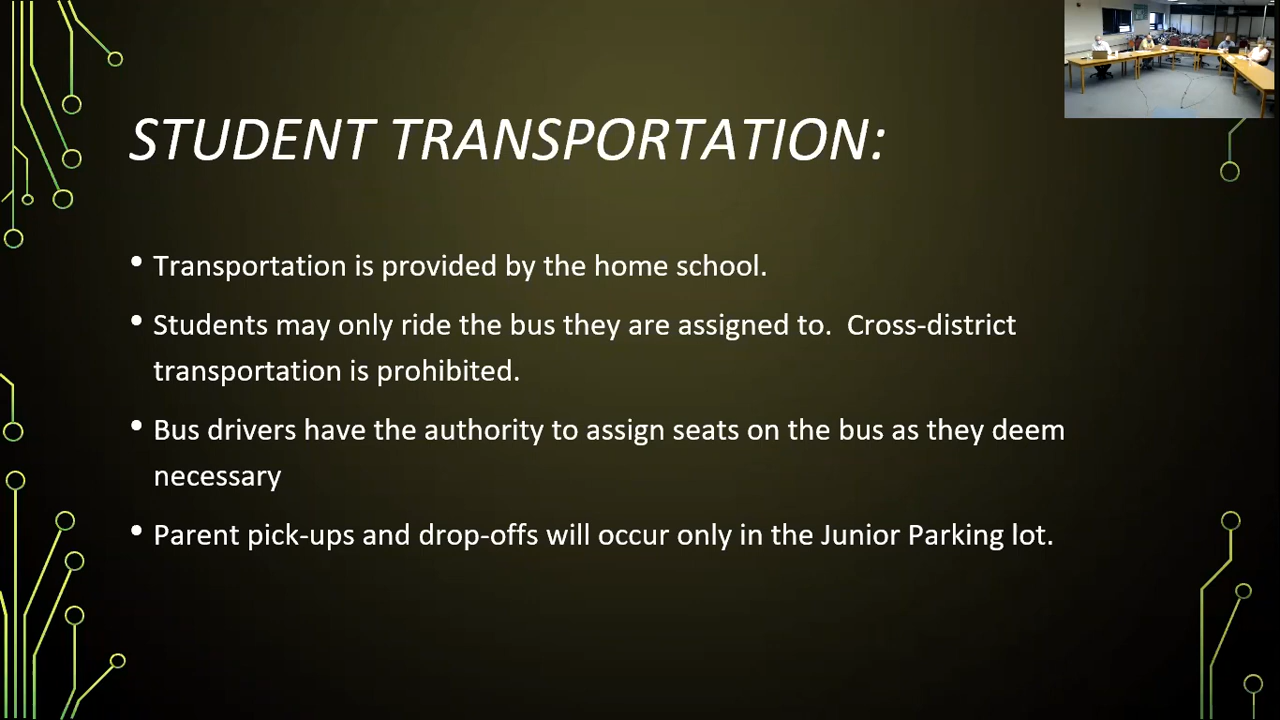 STUDENT TRANSPORTATION:
• Transportation is provided by the home school.
• Students may only ride the bus they are assigned to.  Cross-district
transportation is prohibited.
• Bus drivers have the authority to assign seats on the bus as they deem
necessary
• Parent pick-ups and drop-offs will occur only in the Junior Parking lot.